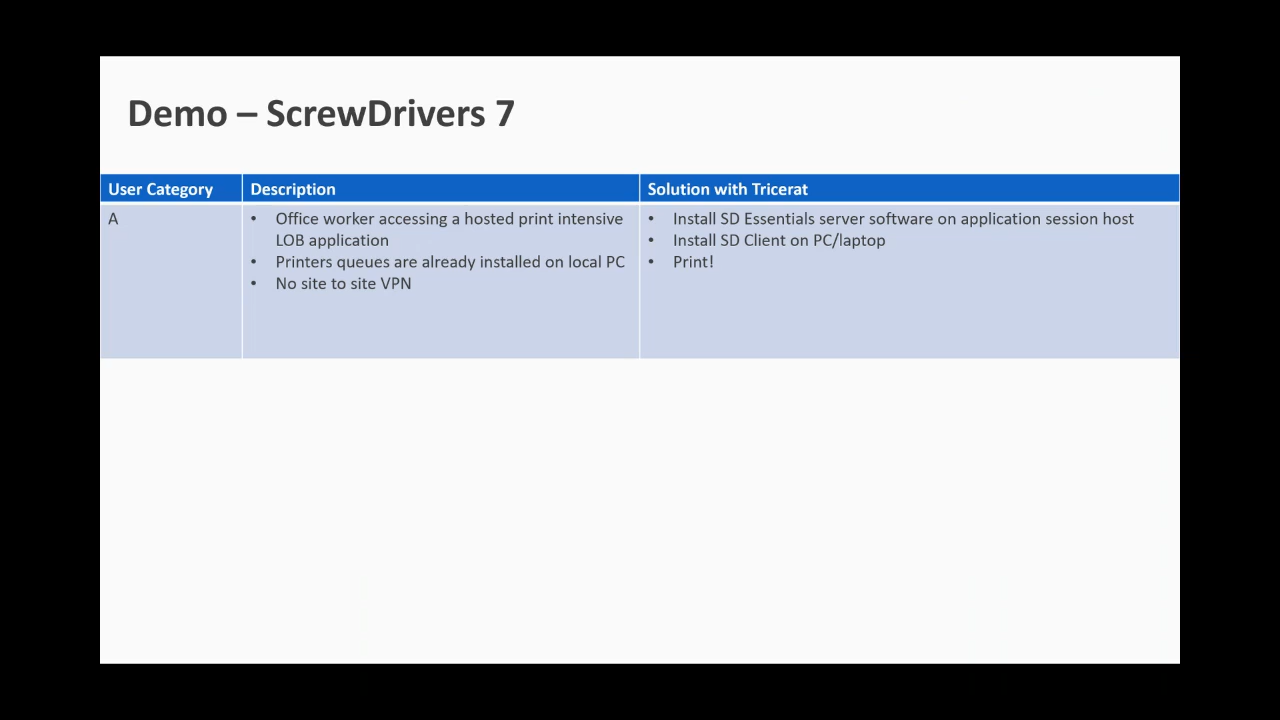 Demo – ScrewDrivers 7
User Category
Description
Solution with Tricerat
A
• Office worker accessing a hosted print intensive
LOB application
• Printers queues are already installed on local PC
• No site to site VPN
• Install SD Essentials server software on application session host
• Install SD Client on PC/laptop
• Print!